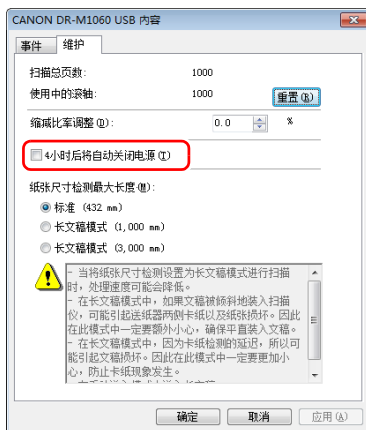 CANON DR-M1060 USB 内容
事件 维护
扫描总页数: 1000
使用中的滚轴: 1000 重置(R)
缩减比率调整(D): 0.0 %
4小时后将自动关闭电源(T)
纸张尺寸检测最大长度(M):
标准 (432 mm)
长文稿模式 (1,000 mm)
长文稿模式 (3,000 mm)
- 当将纸张尺寸检测设置为长文稿模式进行扫描
时，处理速度可能会降低。
- 在长文稿模式中，如果文稿被倾斜地装入扫描
仪，可能引起送纸器两侧卡纸以及纸张损坏。因此
在此模式中一定要额外小心，确保平直装入文稿。
- 在长文稿模式中，因为卡纸检测的延迟，所以可
能引起文稿损坏。因此在此模式中一定要更加小
心，防止卡纸现象发生。
确定 取消 应用(A)